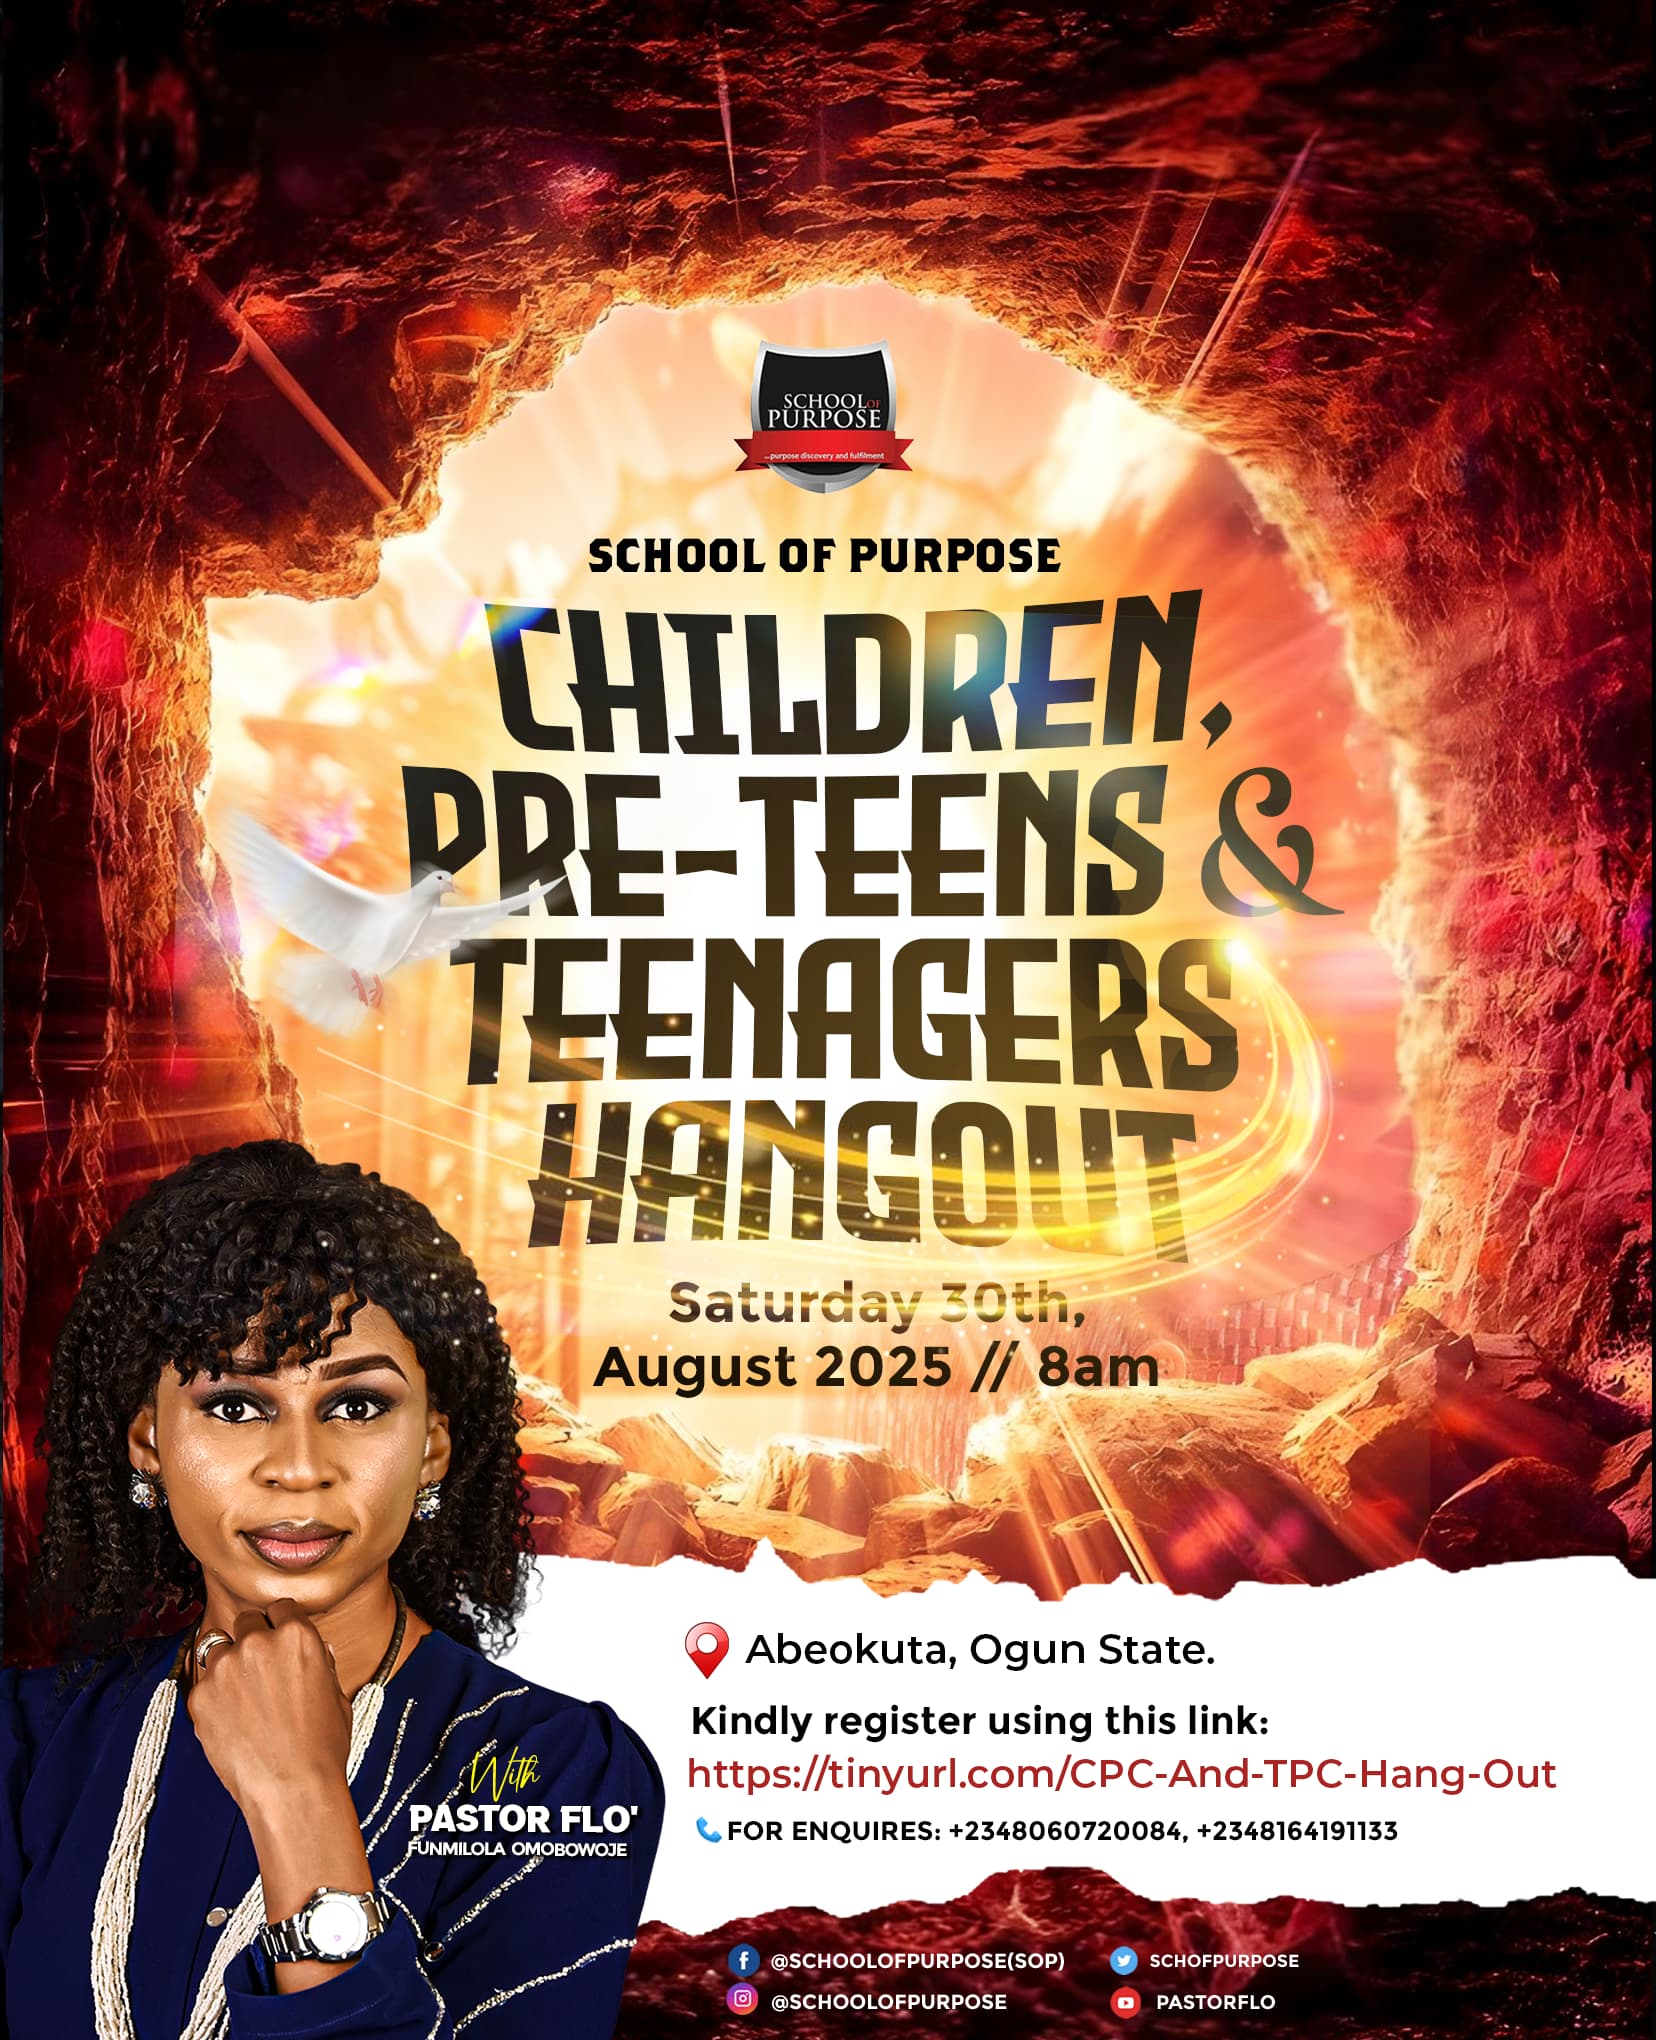 SCHOOL OF
PURPOSE
...purpose discovery and fulfilment
SCHOOL OF PURPOSE
CHILDREN,
PRE-TEENS &
TEENAGERS
HANGOUT
Saturday 30th,
August 2025 // 8am
Abeokuta, Ogun State.
Kindly register using this link:
https://tinyurl.com/CPC-And-TPC-Hang-Out
FOR ENQUIRES: +2348060720084, +2348164191133
With
PASTOR FLO'
FUNMILOLA OMOBOWOJE
@SCHOOLOFPURPOSE(SOP)
SCHOFPURPOSE
@SCHOOLOFPURPOSE
PASTORFLO